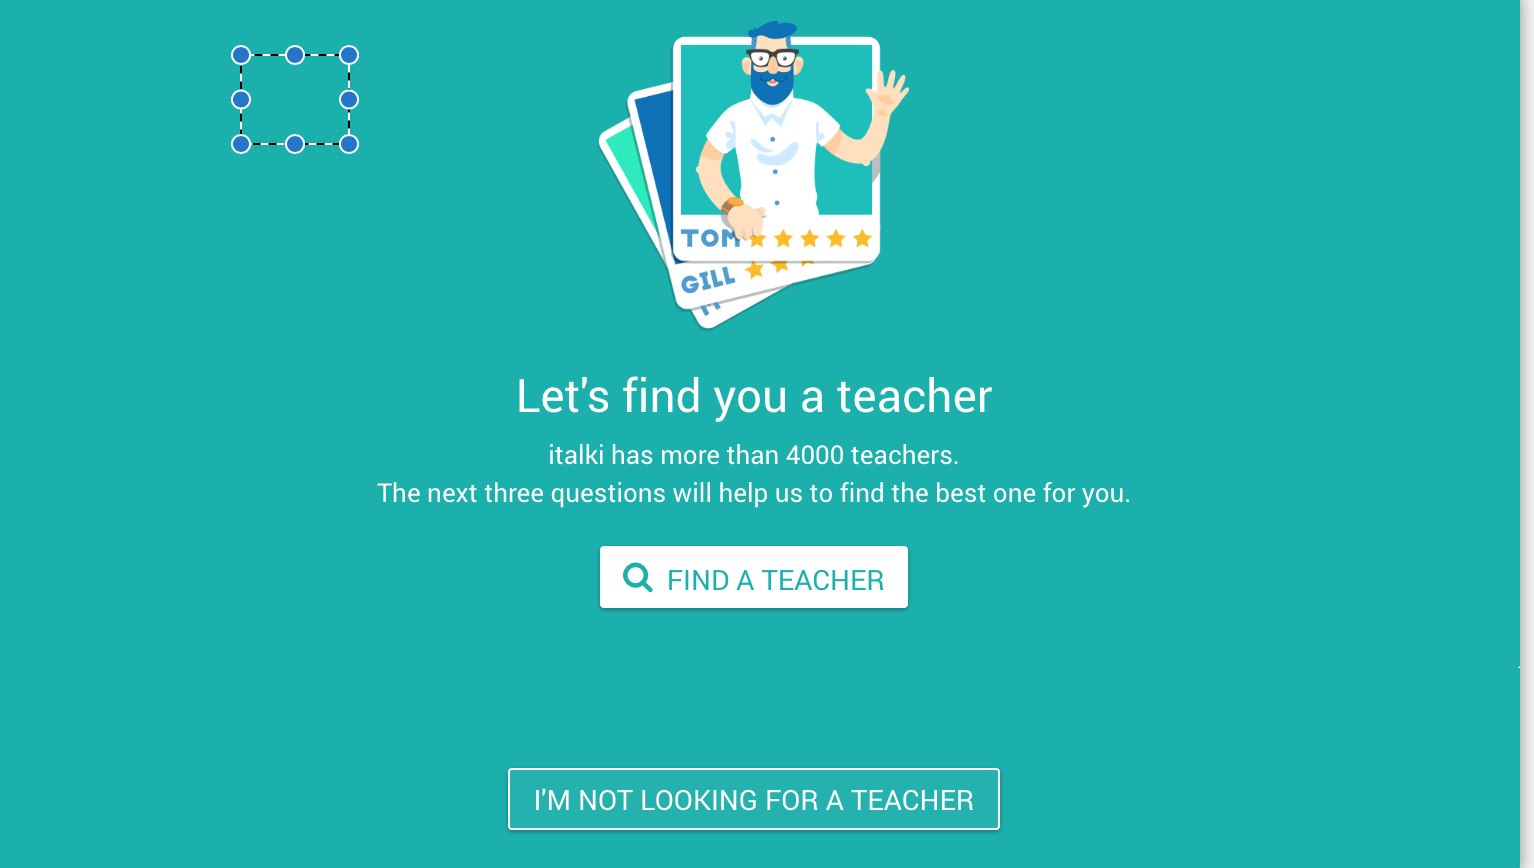 TOM
GILL
Let's find you a teacher
italki has more than 4000 teachers.
The next three questions will help us to find the best one for you.
FIND A TEACHER
I'M NOT LOOKING FOR A TEACHER